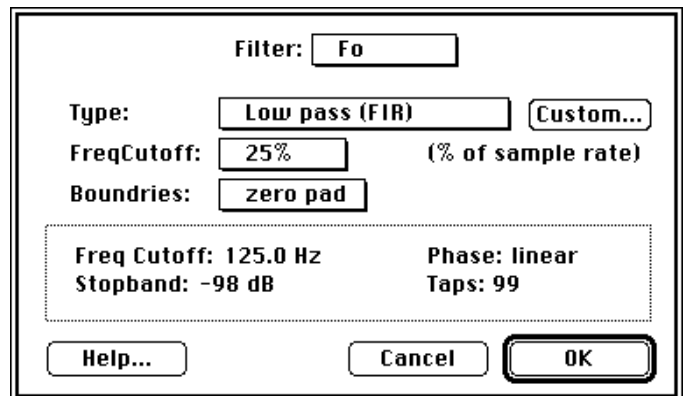 Filter: Fo
Type: Low pass (FIR) Custom...
FreqCutoff: 25% (% of sample rate)
Boundries: zero pad
Freq Cutoff: 125.0 Hz Phase: linear
Stopband: -98 dB Taps: 99
Help... Cancel OK